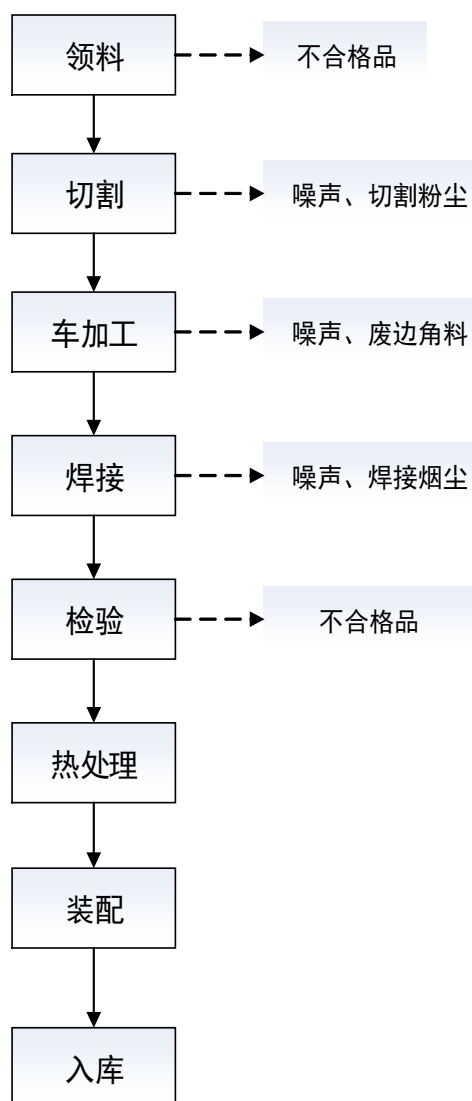 领料
不合格品
切割
噪声、切割粉尘
车加工
噪声、废边角料
焊接
噪声、焊接烟尘
检验
不合格品
热处理
装配
入库